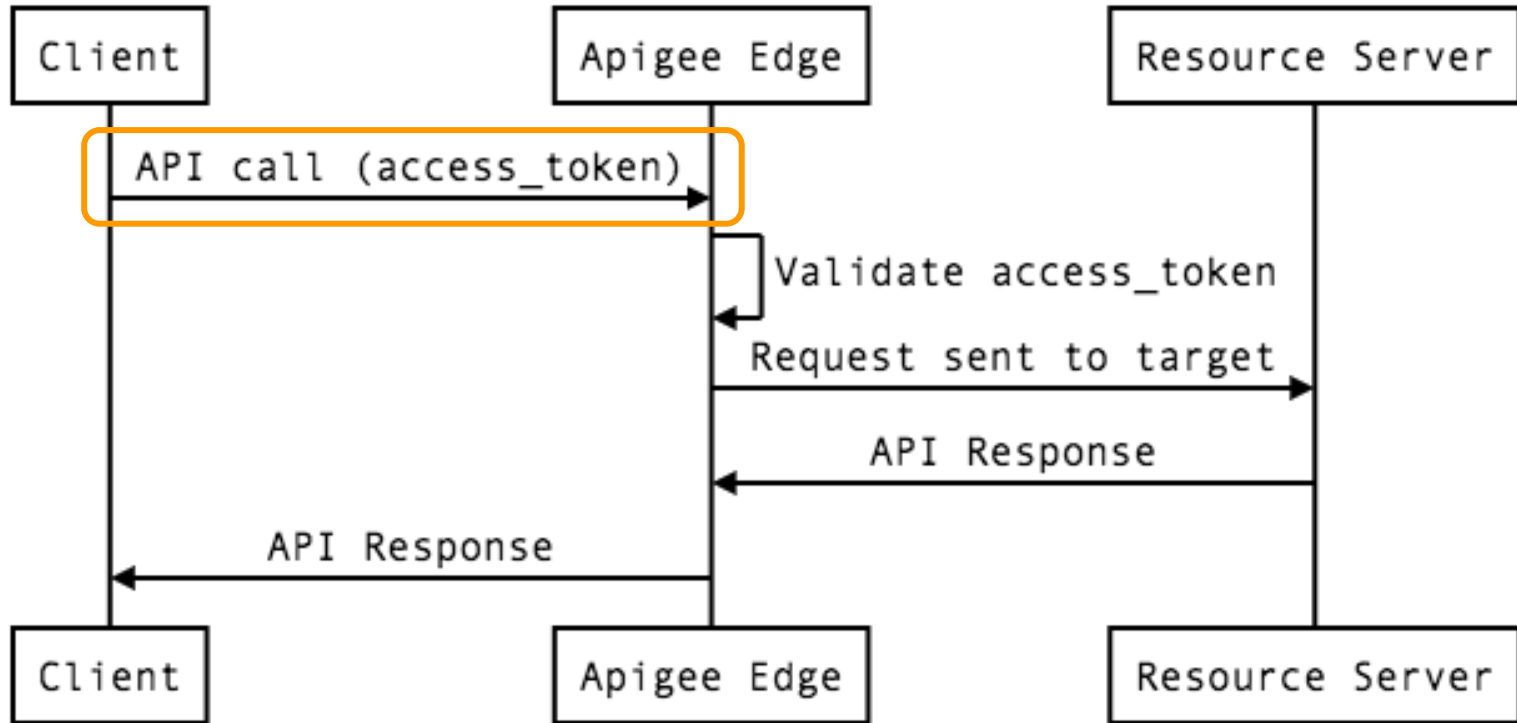 Client
Apigee Edge
Resource Server
API call (access_token)
Validate access_token
Request sent to target
API Response
API Response
Client
Apigee Edge
Resource Server